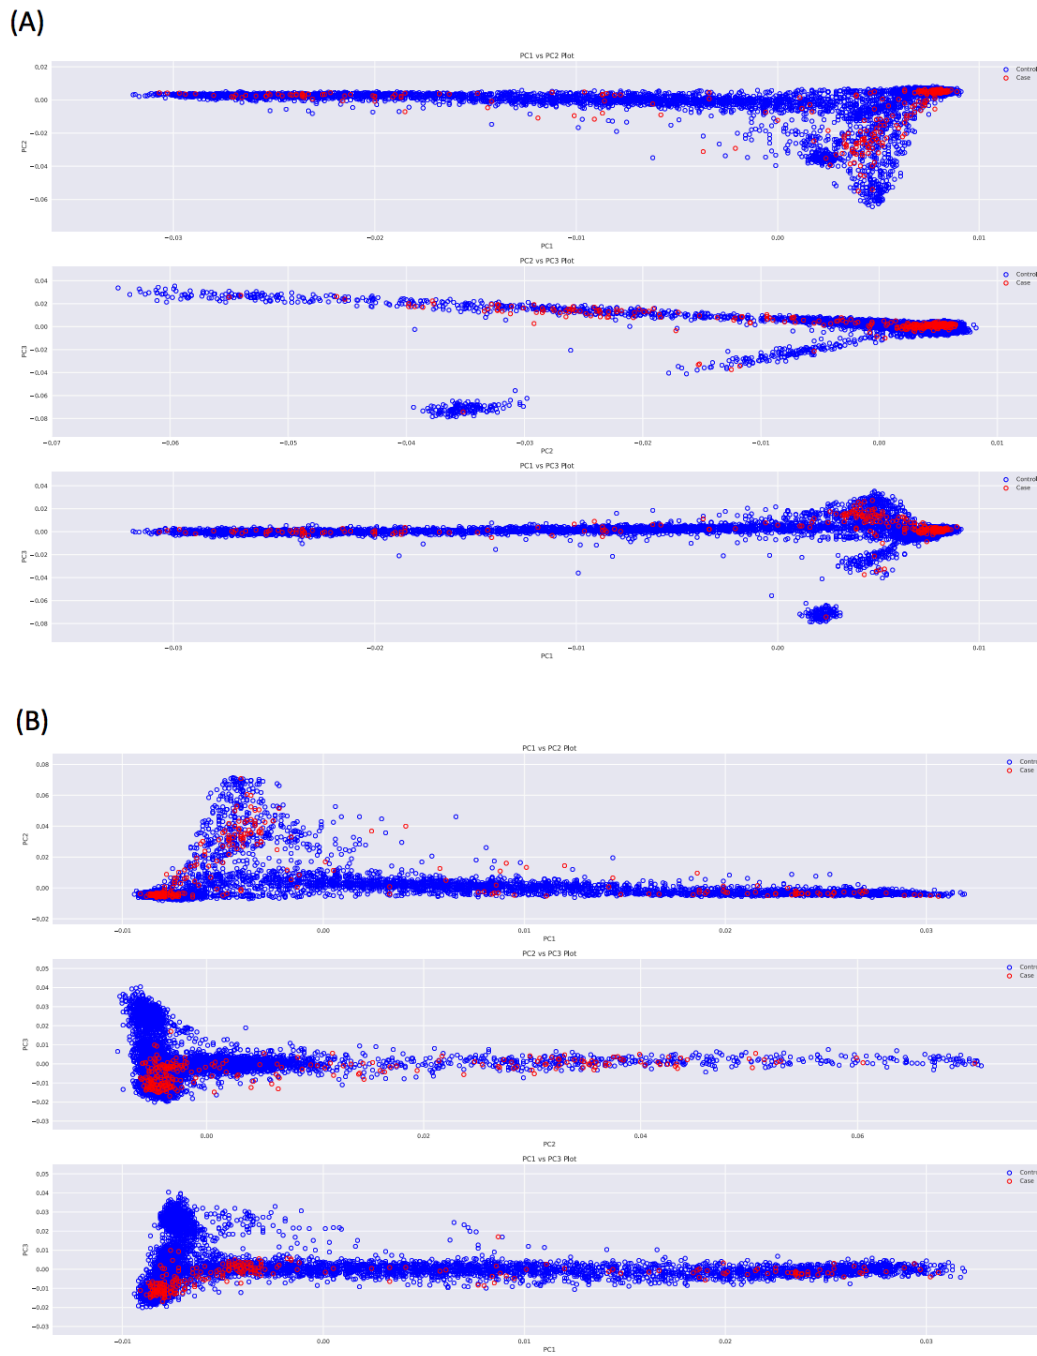 (A)
PC1 vs PC2 Plot
Control
Case
0.02
0.00
−0.02
−0.04
−0.06
PC2
−0.03 −0.02 −0.01 0.00 0.01
PC1
PC2 vs PC3 Plot
Control
Case
0.04
0.02
0.00
−0.02
−0.04
−0.06
−0.08
PC3
−0.07 −0.06 −0.05 −0.04 −0.03 −0.02 −0.01 0.00 0.01
PC2
PC1 vs PC3 Plot
Control
Case
0.04
0.02
0.00
−0.02
−0.04
−0.06
−0.08
PC3
−0.03 −0.02 −0.01 0.00 0.01
PC1
(B)
PC1 vs PC2 Plot
Contro
Case
0.08
0.06
0.04
0.02
0.00
−0.02
PC2
−0.01 0.00 0.01 0.02 0.03
PC1
PC2 vs PC3 Plot
Contro
Case
0.05
0.04
0.03
0.02
0.01
0.00
−0.01
−0.02
−0.03
PC3
0.00 0.02 0.04 0.06
PC2
PC1 vs PC3 Plot
Contro
Case
0.05
0.04
0.03
0.02
0.01
0.00
−0.01
−0.02
−0.03
PC3
−0.01 0.00 0.01 0.02 0.03
PC1